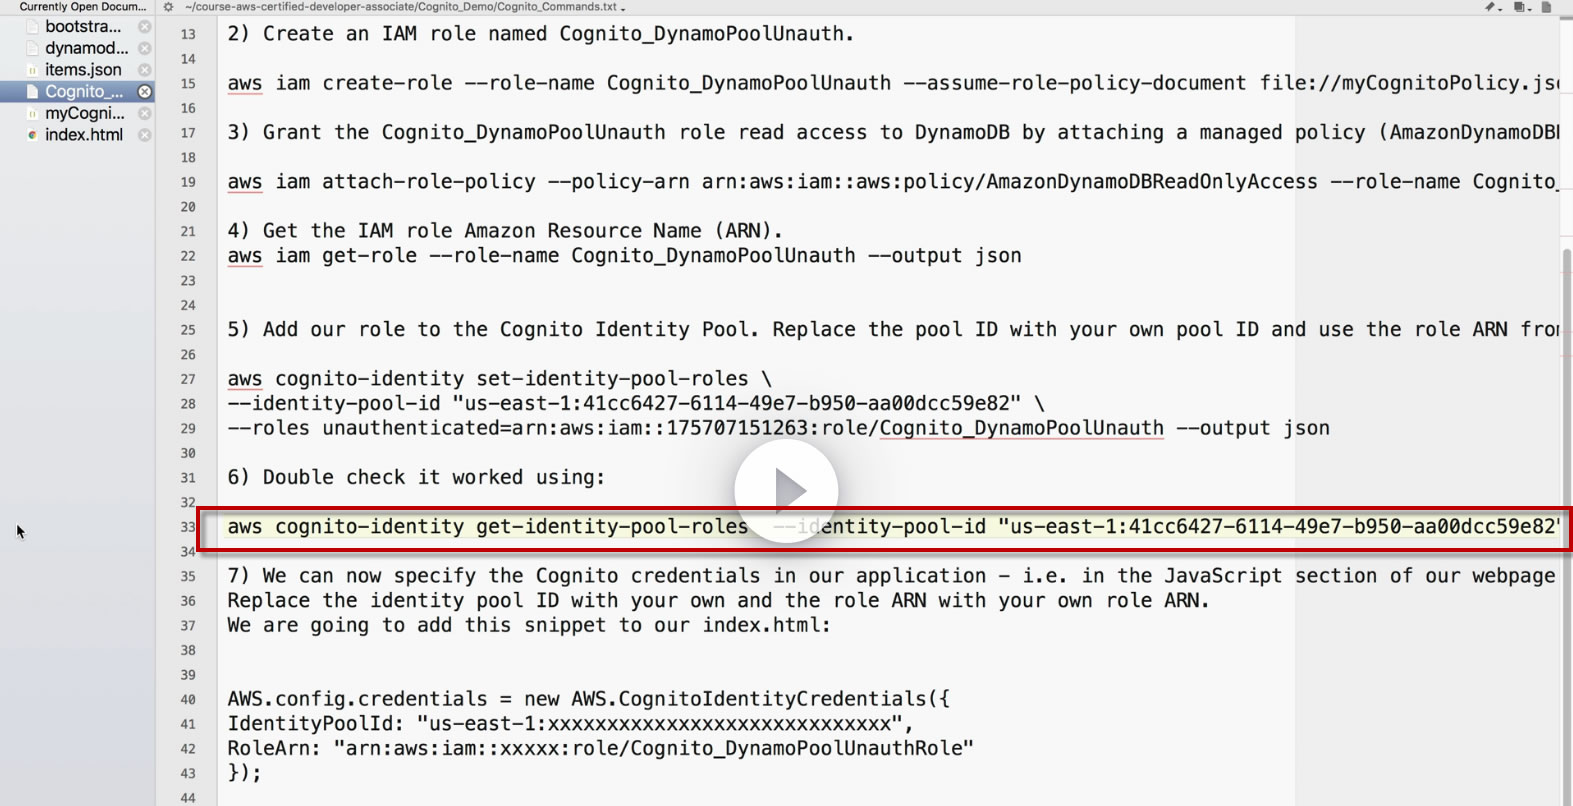 Currently Open Docum...
~/course-aws-certified-developer-associate/Cognito_Demo/Cognito_Commands.txt
bootstra...
dynamod...
items.json
Cognito_...
myCogni...
index.html
13 2) Create an IAM role named Cognito_DynamoPoolUnauth.
14
15 aws iam create-role --role-name Cognito_DynamoPoolUnauth --assume-role-policy-document file://myCognitoPolicy.jso
16
17 3) Grant the Cognito_DynamoPoolUnauth role read access to DynamoDB by attaching a managed policy (AmazonDynamoDB
18
19 aws iam attach-role-policy --policy-arn arn:aws:iam::aws:policy/AmazonDynamoDBReadOnlyAccess --role-name Cognito_
20
21 4) Get the IAM role Amazon Resource Name (ARN).
22 aws iam get-role --role-name Cognito_DynamoPoolUnauth --output json
23
24
25 5) Add our role to the Cognito Identity Pool. Replace the pool ID with your own pool ID and use the role ARN from
26
27 aws cognito-identity set-identity-pool-roles \
28 --identity-pool-id "us-east-1:41cc6427-6114-49e7-b950-aa00dcc59e82" \
29 --roles unauthenticated=arn:aws:iam::175707151263:role/Cognito_DynamoPoolUnauth --output json
30
31 6) Double check it worked using:
32
33 aws cognito-identity get-identity-pool-roles --identity-pool-id "us-east-1:41cc6427-6114-49e7-b950-aa00dcc59e82"
34
35 7) We can now specify the Cognito credentials in our application - i.e. in the JavaScript section of our webpage
36 Replace the identity pool ID with your own and the role ARN with your own role ARN.
37 We are going to add this snippet to our index.html:
38
39
40 AWS.config.credentials = new AWS.CognitoIdentityCredentials({
41 IdentityPoolId: "us-east-1:xxxxxxxxxxxxxxxxxxxxxxxxxxxxx",
42 RoleArn: "arn:aws:iam::xxxxx:role/Cognito_DynamoPoolUnauthRole"
43 });
44